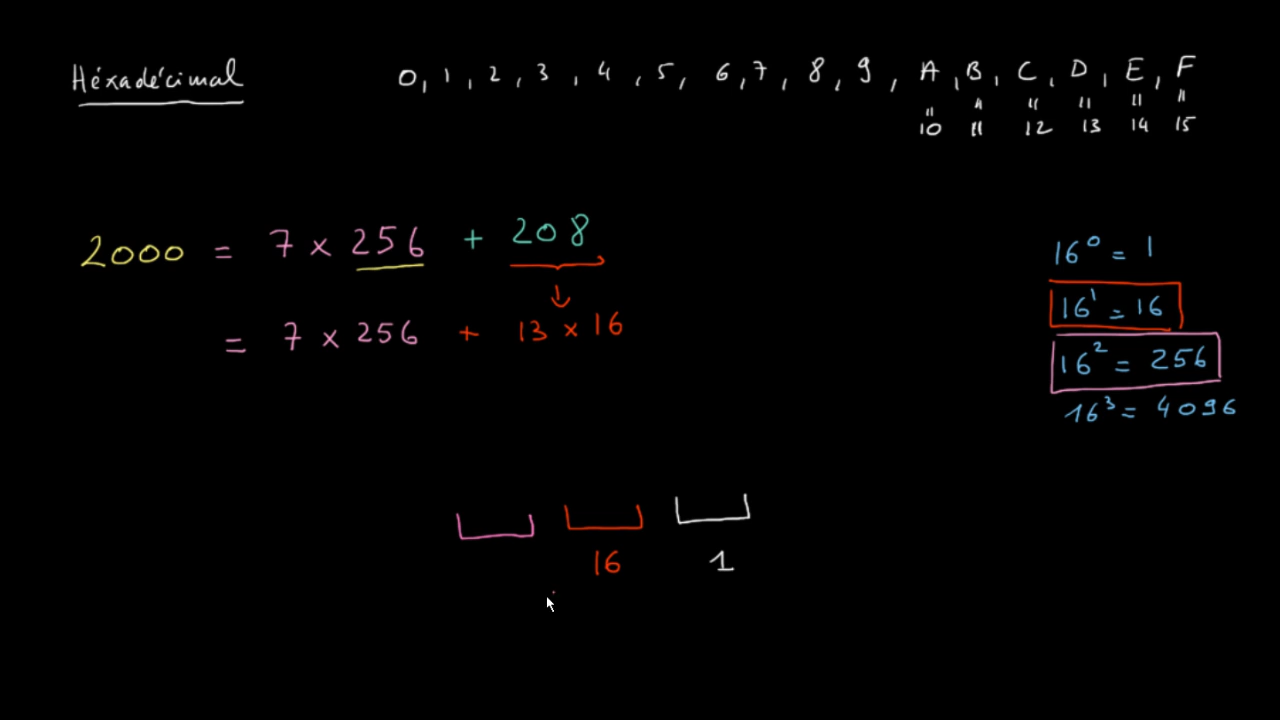 Héxadécimal 0, 1, 2, 3, 4, 5, 6, 7, 8, 9, A, B, C, D, E, F
" " " " " "
10 11 12 13 14 15
2000 = 7 × 256 + 208
↓
= 7 × 256 + 13 × 16
16⁰ = 1
16¹ = 16
16² = 256
16³ = 4096
16 1